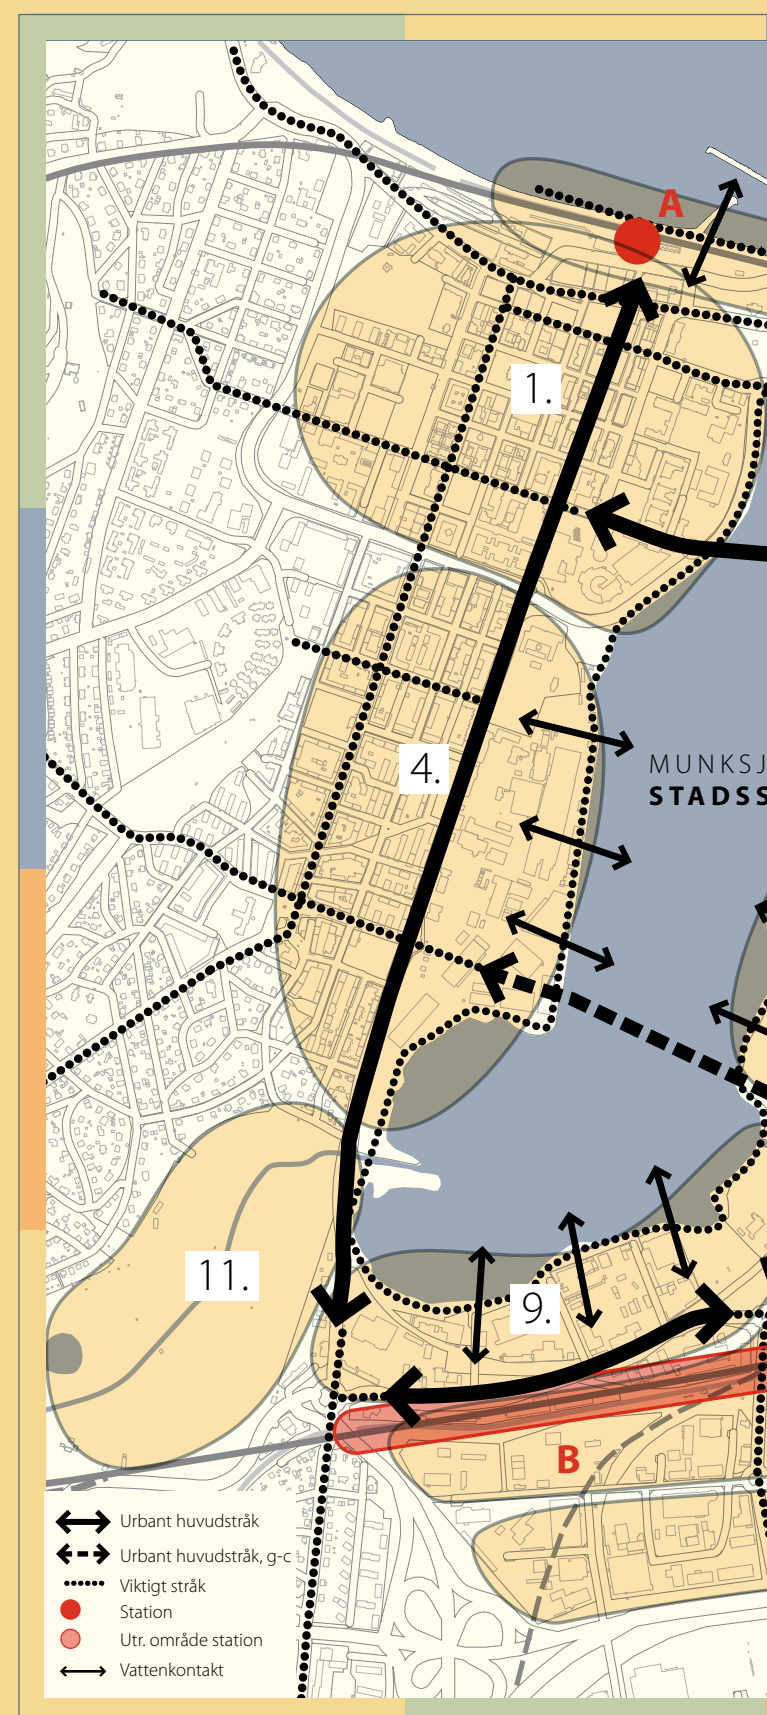 A
1.
4.
MUNKSJ
STADSS
11.
9.
B
Urbant huvudstråk
Urbant huvudstråk, g-c
Viktigt stråk
Station
Utr. område station
Vattenkontakt